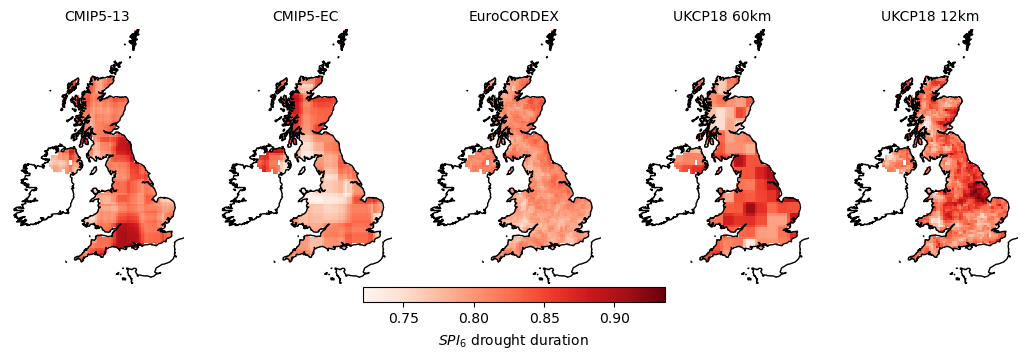 CMIP5-13 CMIP5-EC EuroCORDEX UKCP18 60km UKCP18 12km
0.75 0.80 0.85 0.90
SPI6 drought duration